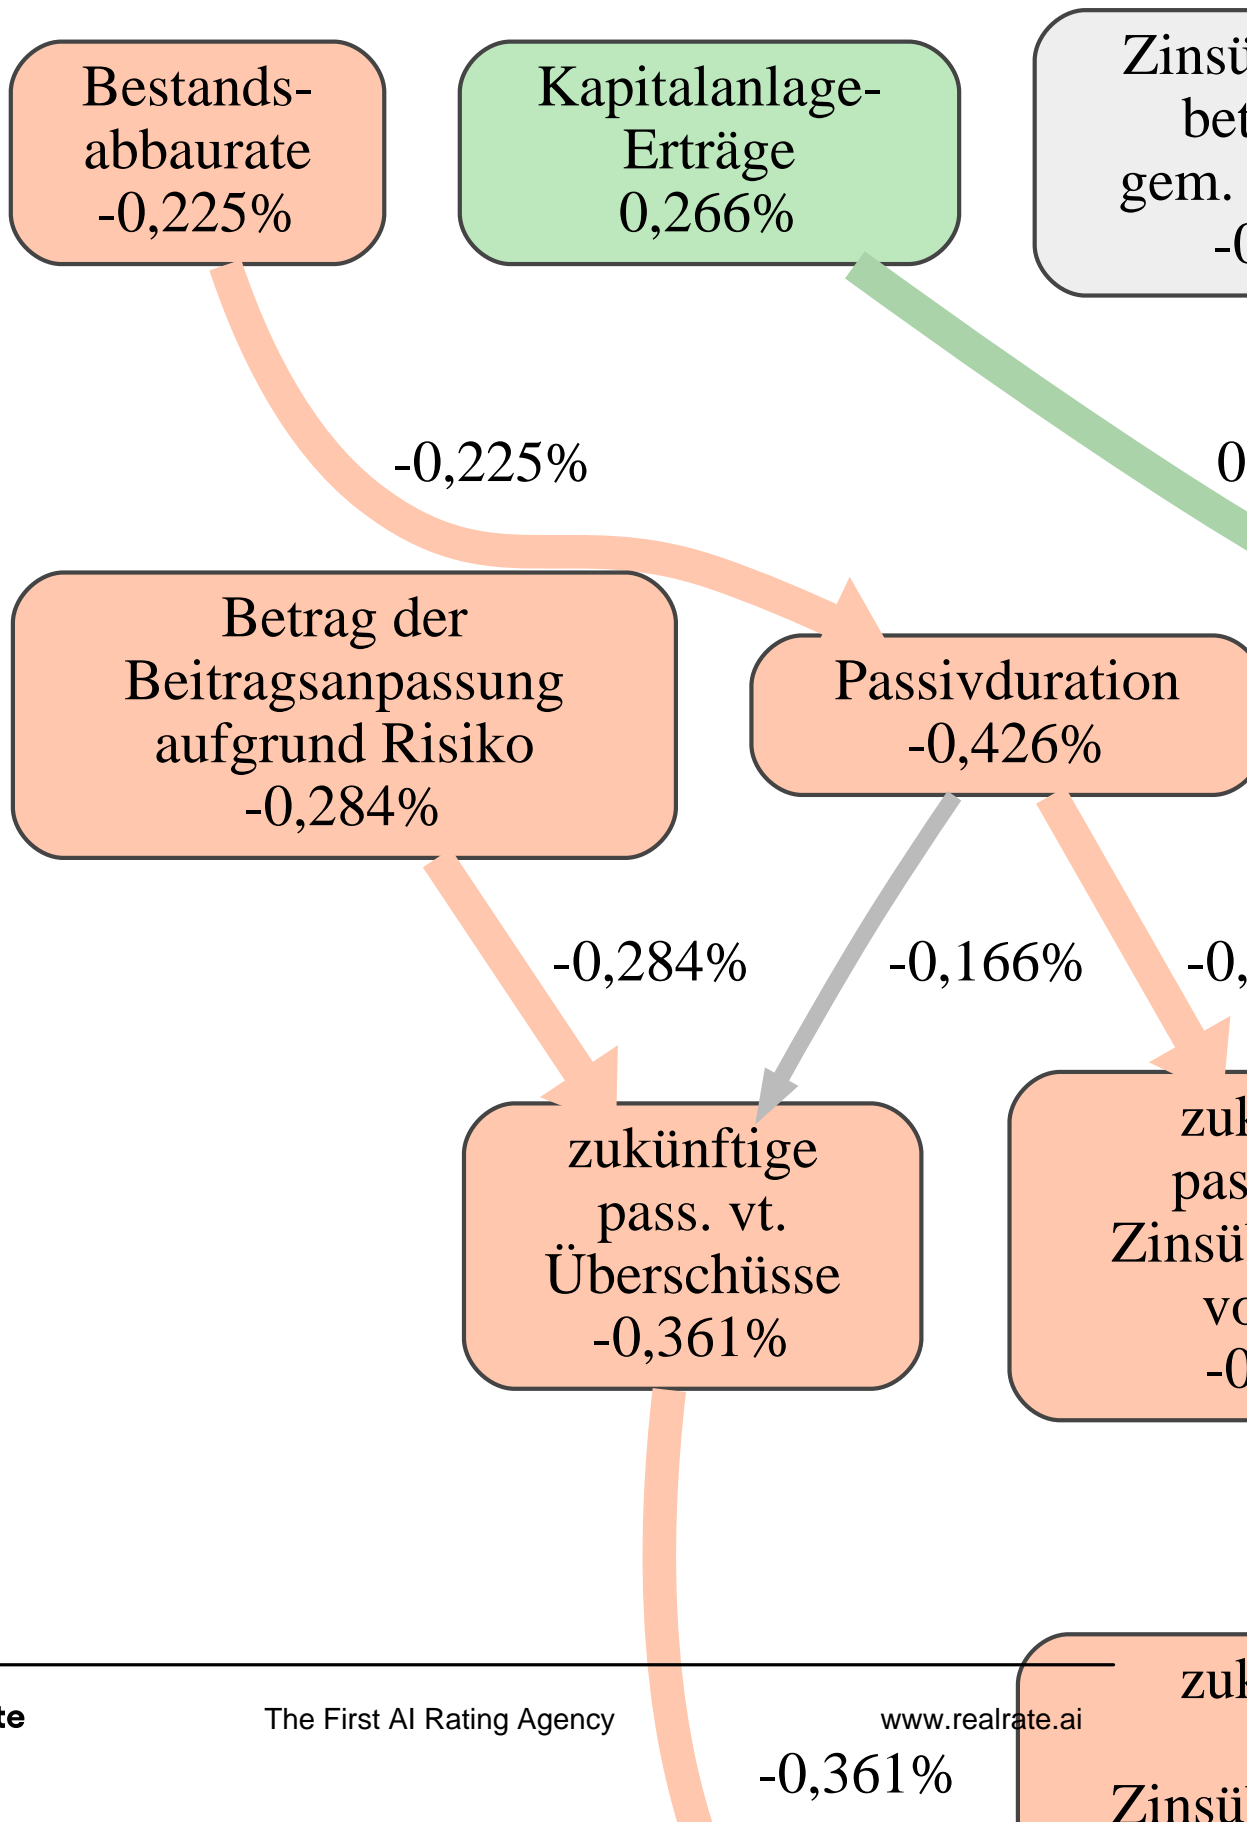 Bestands-
abbaurate
-0,225%
Kapitalanlage-
Erträge
0,266%
gem.
-0,225%
Betrag der
Beitragsanpassung
aufgrund Risiko
-0,284%
Passivduration
-0,426%
-0,284%
-0,166%
zukünftige
pass. vt.
Überschüsse
-0,361%
The First AI Rating Agency
www.realrate.ai
-0,361%